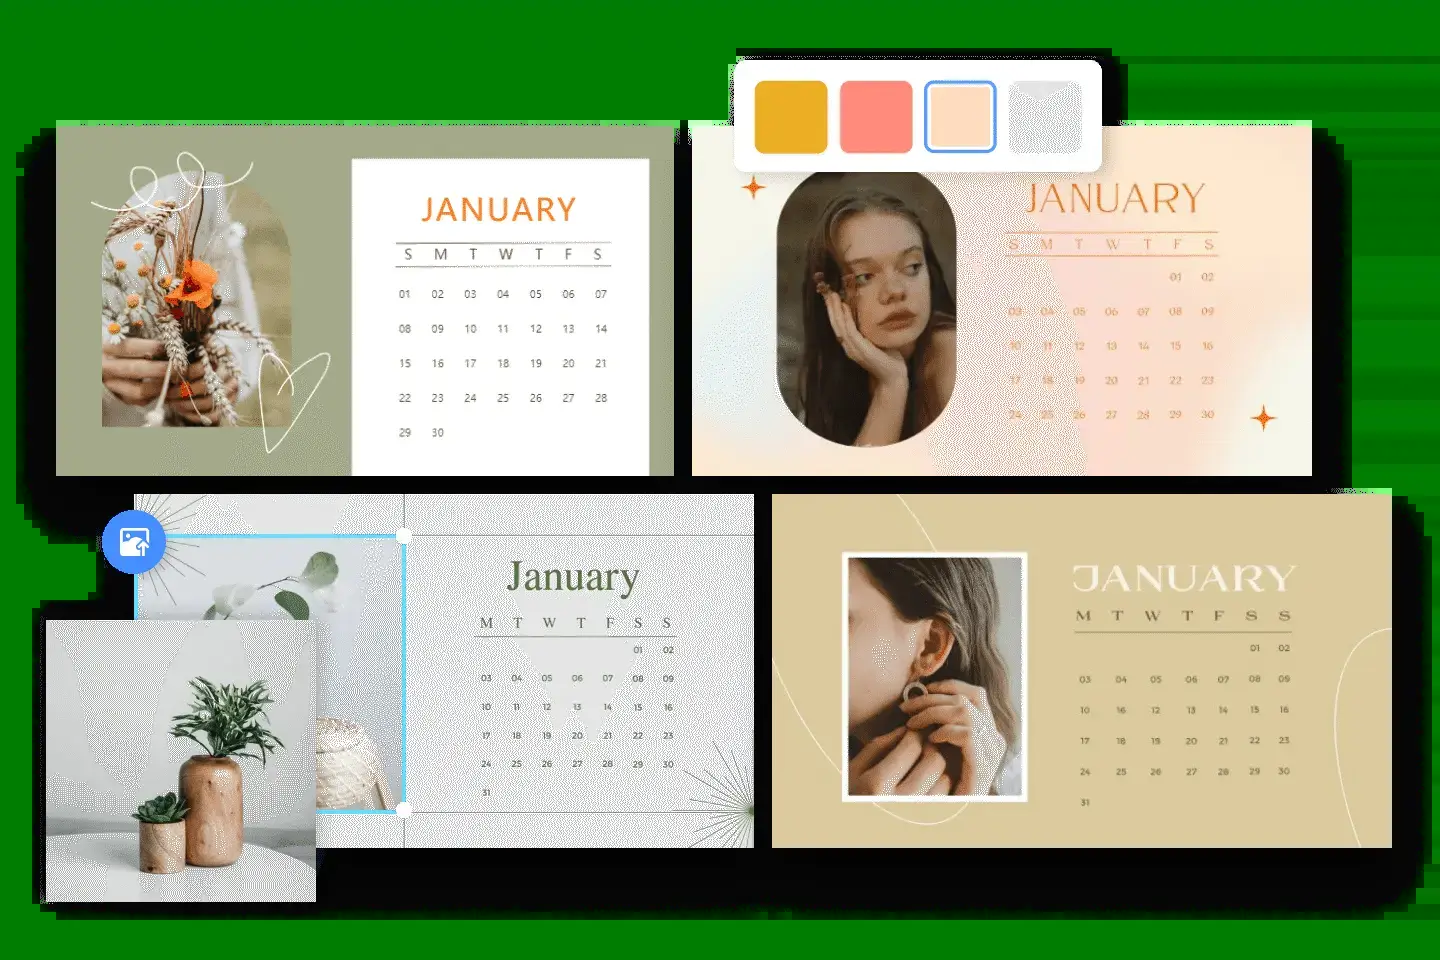 JANUARY
S M T W T F S
01 02 03 04 05 06 07
08 09 10 11 12 13 14
15 16 17 18 19 20 21
22 23 24 25 26 27 28
29 30
JANUARY
S M T W T F S
01 02
03 04 05 06 07 08 09
10 11 12 13 14 15 16
17 18 19 20 21 22 23
24 25 26 27 28 29 30
January
M T W T F S S
01 02
03 04 05 06 07 08 09
10 11 12 13 14 15 16
17 18 19 20 21 22 23
24 25 26 27 28 29 30
31
JANUARY
M T W T F S S
01 02
03 04 05 06 07 08 09
10 16 12 13 14 15 16
17 18 19 20 21 22 23
24 25 26 27 28 29 30
31